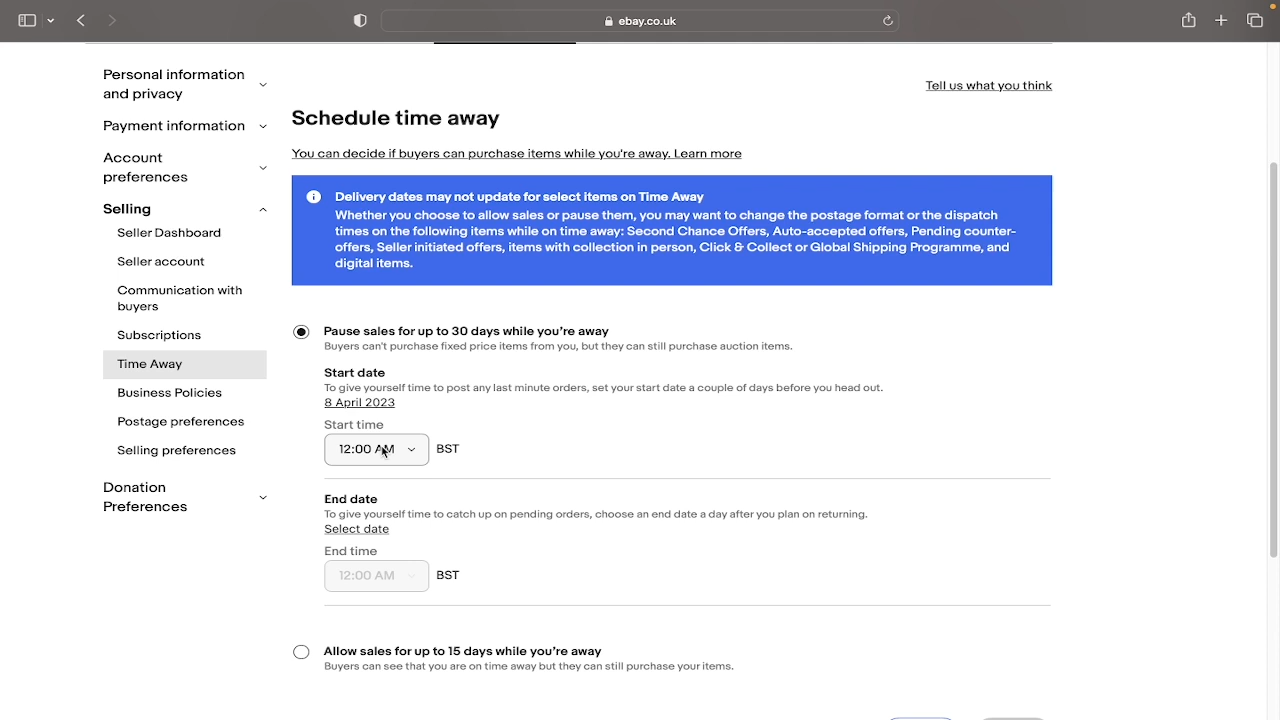 ebay.co.uk
Personal information
and privacy
Payment information
Account
preferences
Selling
Seller Dashboard
Seller account
Communication with
buyers
Subscriptions
Time Away
Business Policies
Postage preferences
Selling preferences
Donation
Preferences
Tell us what you think
Schedule time away
You can decide if buyers can purchase items while you're away. Learn more
Delivery dates may not update for select items on Time Away
Whether you choose to allow sales or pause them, you may want to change the postage format or the dispatch
times on the following items while on time away: Second Chance Offers, Auto-accepted offers, Pending counter-
offers, Seller initiated offers, items with collection in person, Click & Collect or Global Shipping Programme, and
digital items.
Pause sales for up to 30 days while you're away
Buyers can't purchase fixed price items from you, but they can still purchase auction items.
Start date
To give yourself time to post any last minute orders, set your start date a couple of days before you head out.
8 April 2023
Start time
12:00 AM BST
End date
To give yourself time to catch up on pending orders, choose an end date a day after you plan on returning.
Select date
End time
12:00 AM BST
Allow sales for up to 15 days while you're away
Buyers can see that you are on time away but they can still purchase your items.